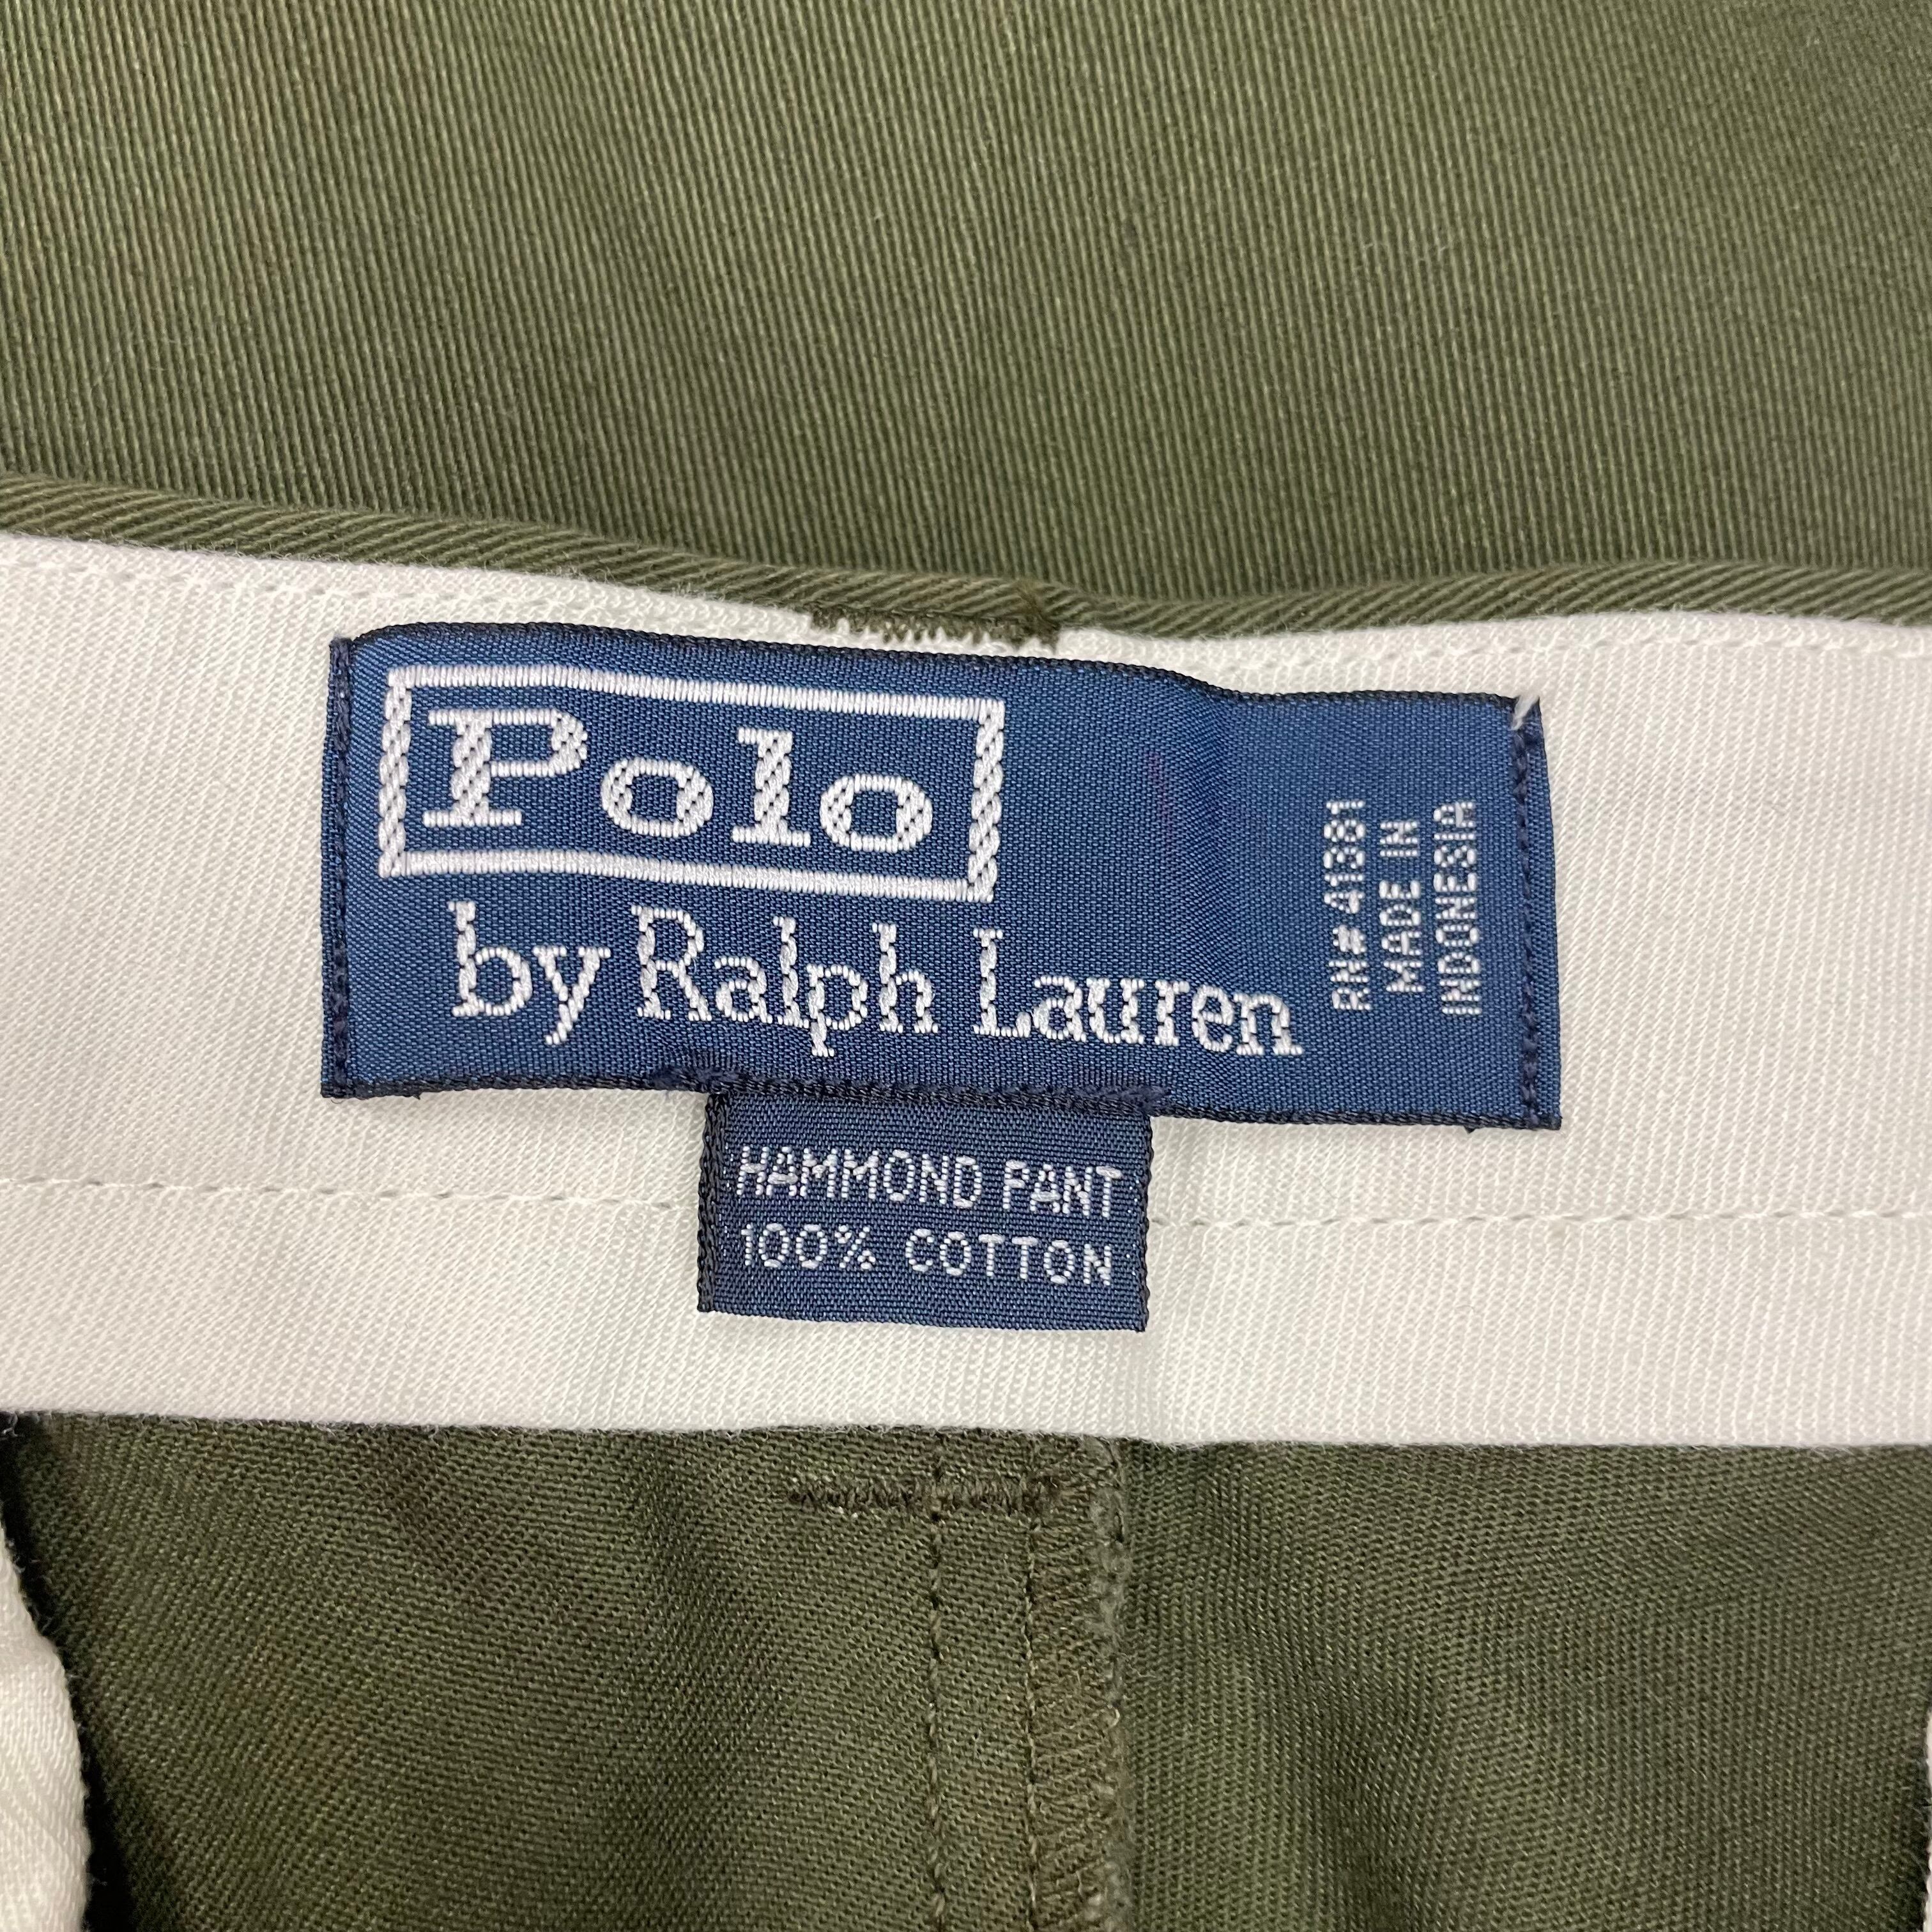 Polo
by Ralph Lauren
RN# 41381
MADE IN
INDONESIA
HAMMOND PANT
100% COTTON